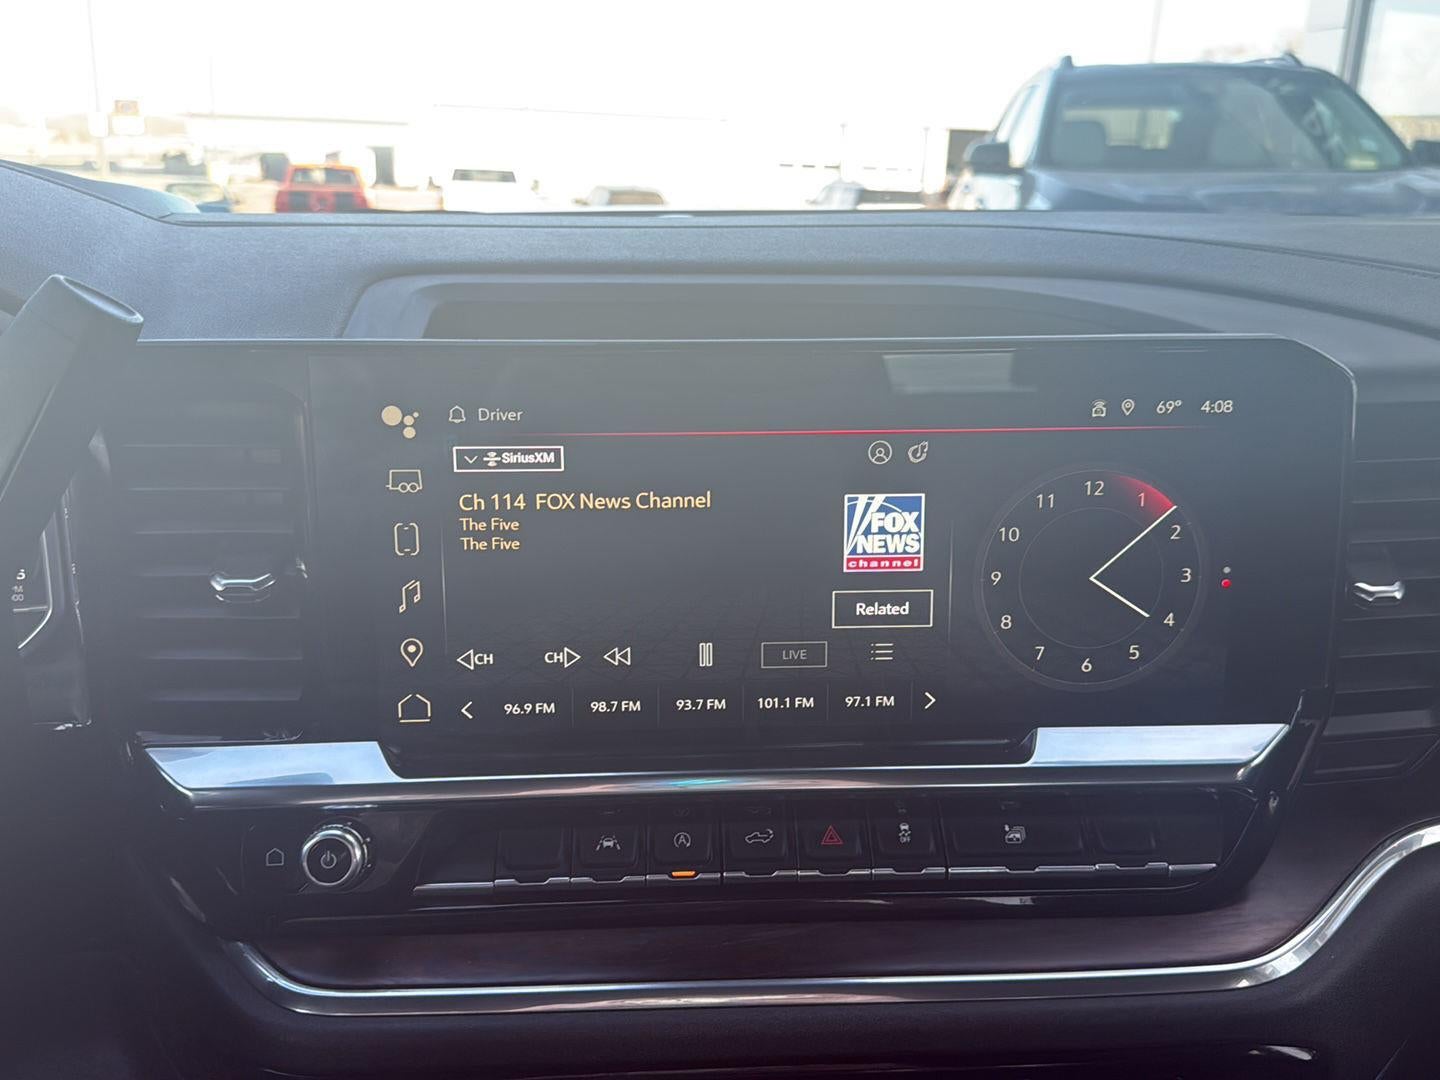 Driver
69° 4:08
SiriusXM
Ch 114 FOX News Channel
The Five
The Five
FOX
NEWS
channel
Related
CH
CH
LIVE
96.9 FM 98.7 FM 93.7 FM 101.1 FM 97.1 FM
12
1
2
3
4
5
6
7
8
9
10
11
A
OFF